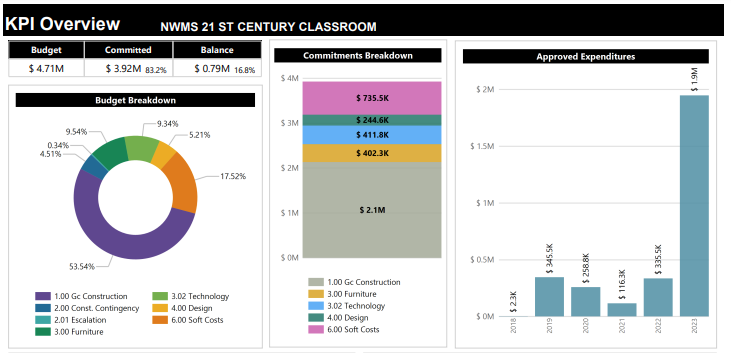 KPI Overview NWMS 21 ST CENTURY CLASSROOM
Budget Committed Balance
$ 4.71M $ 3.92M 83.2% $ 0.79M 16.8%
Budget Breakdown
9.34%
9.54%
5.21%
0.34%
4.51%
17.52%
53.54%
1.00 Gc Construction
2.00 Const. Contingency
2.01 Escalation
3.00 Furniture
3.02 Technology
4.00 Design
6.00 Soft Costs
Commitments Breakdown
$ 4M
$ 3M
$ 2M
$ 1M
$ 0M
$ 735.5K
$ 244.6K
$ 411.8K
$ 402.3K
$ 2.1M
1.00 Gc Construction
3.00 Furniture
3.02 Technology
4.00 Design
6.00 Soft Costs
Approved Expenditures
$ 2M
$ 1.5M
$ 1M
$ 0.5M
$ 0M
$ 2.3K
$ 345.5K
$ 258.8K
$ 116.3K
$ 335.5K
$ 1.9M
2018
2019
2020
2021
2022
2023